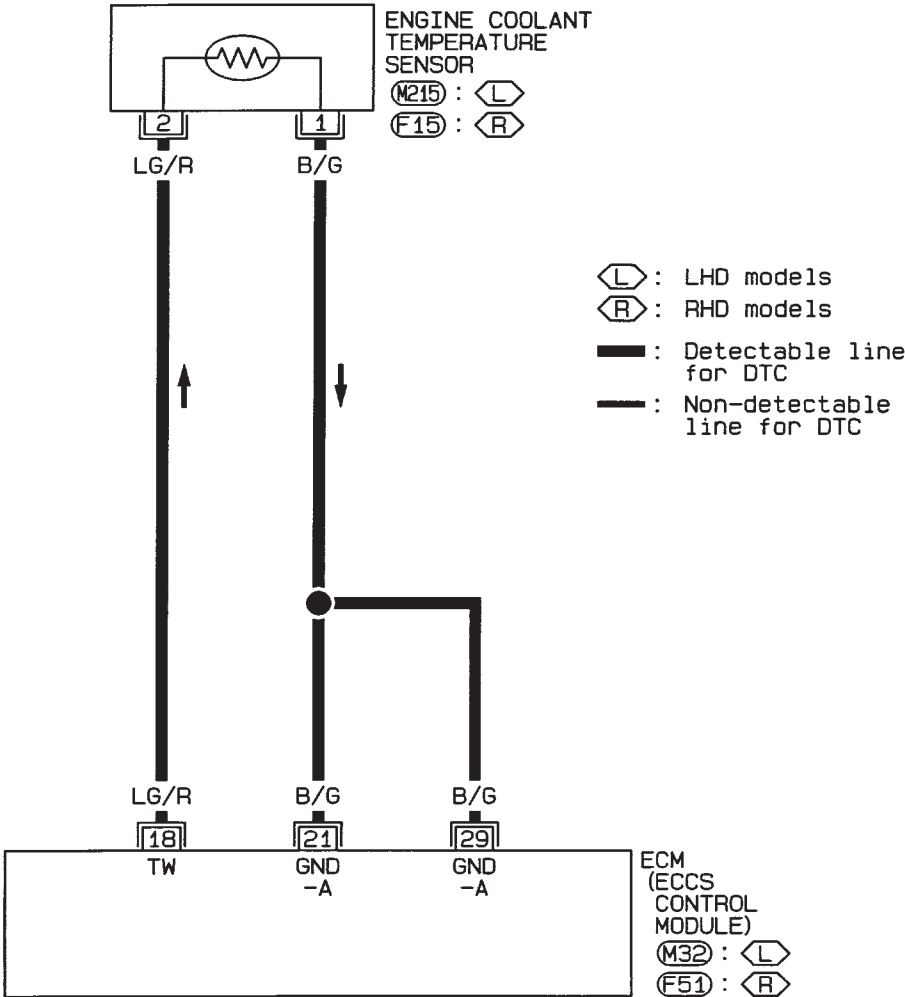 ENGINE COOLANT
TEMPERATURE
SENSOR
M215 : L
F15 : R
2 1
LG/R B/G
L : LHD models
R : RHD models
: Detectable line
for DTC
: Non-detectable
line for DTC
LG/R B/G B/G
18 21 29
TW GND GND
-A -A
ECM
(ECCS
CONTROL
MODULE)
M32 : L
F51 : R